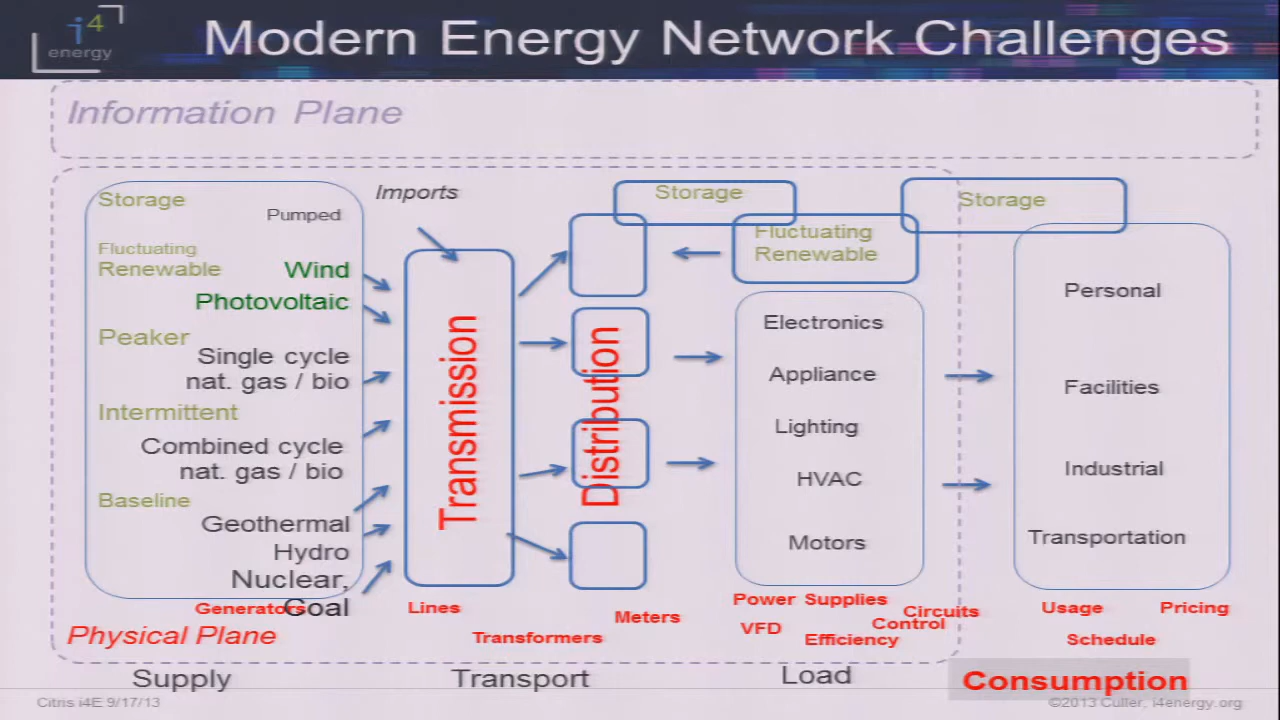 i4
energy
Modern Energy Network Challenges
Information Plane
Storage
Pumped
Fluctuating
Renewable
Wind
Photovoltaic
Peaker
Single cycle
nat. gas / bio
Intermittent
Combined cycle
nat. gas / bio
Baseline
Geothermal
Hydro
Nuclear,
Coal
Generators
Physical Plane
Supply
Imports
Transmission
Lines
Transformers
Distribution
Meters
Transport
Storage
Fluctuating
Renewable
Electronics
Appliance
Lighting
HVAC
Motors
Power Supplies
VFD
Efficiency
Control
Circuits
Load
Storage
Personal
Facilities
Industrial
Transportation
Usage
Pricing
Schedule
Consumption
Citris i4E 9/17/13
©2013 Culler, i4energy.org